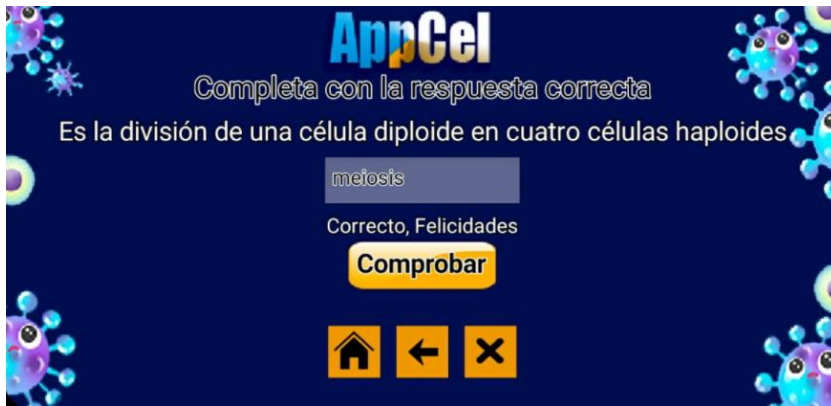 AppCel
Completa con la respuesta correcta
Es la división de una célula diploide en cuatro células haploides
meiosis
Correcto, Felicidades
Comprobar